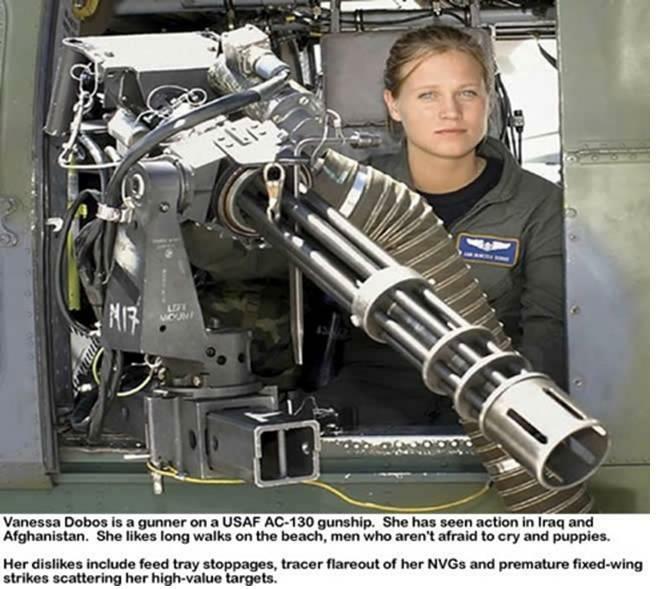 M17
LEFT
MOUNT
Vanessa Dobos is a gunner on a USAF AC-130 gunship. She has seen action in Iraq and
Afghanistan. She likes long walks on the beach, men who aren't afraid to cry and puppies.
Her dislikes include feed tray stoppages, tracer flareout of her NVGs and premature fixed-wing
strikes scattering her high-value targets.